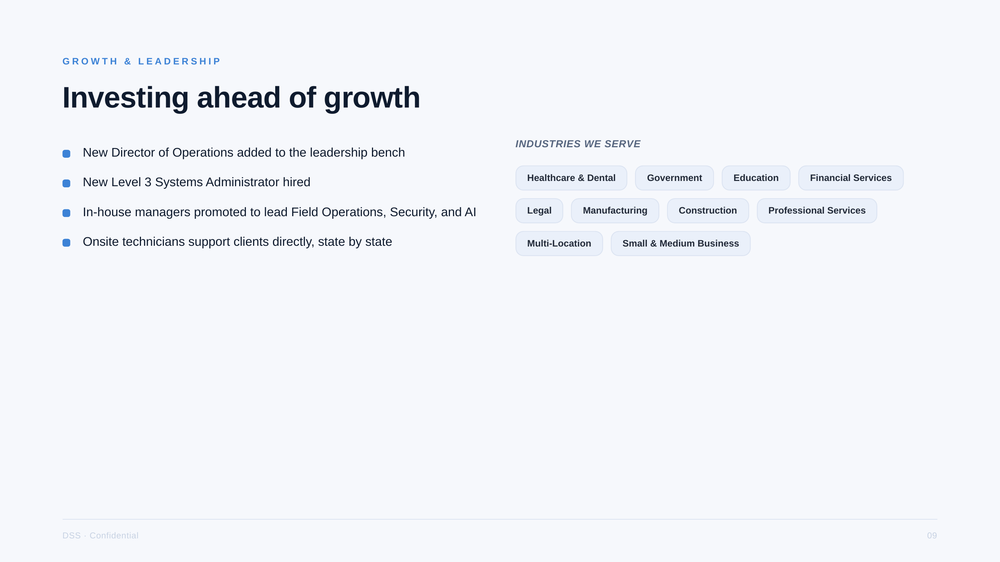 GROWTH & LEADERSHIP
Investing ahead of growth
New Director of Operations added to the leadership bench
New Level 3 Systems Administrator hired
In-house managers promoted to lead Field Operations, Security, and AI
Onsite technicians support clients directly, state by state
INDUSTRIES WE SERVE
Healthcare & Dental Government Education Financial Services
Legal Manufacturing Construction Professional Services
Multi-Location Small & Medium Business
DSS · Confidential
09